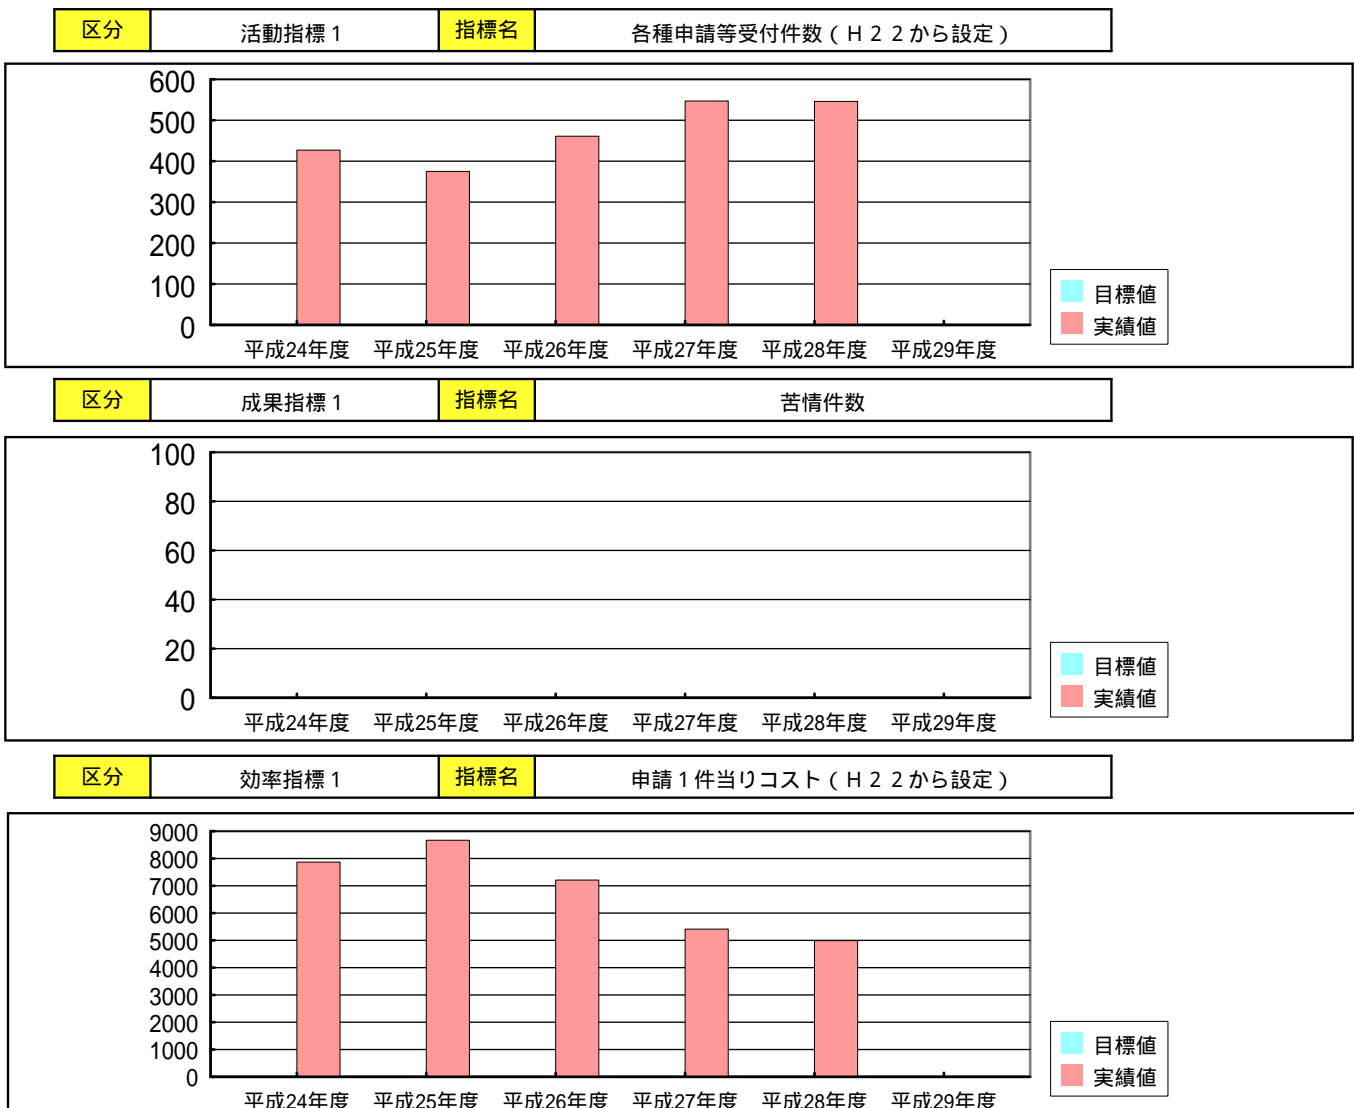 区分 活動指標１ 指標名 各種申請等受付件数（Ｈ２２から設定）
600
500
400
300
200
100
0
平成24年度 平成25年度 平成26年度 平成27年度 平成28年度 平成29年度
目標値
実績値
区分 成果指標１ 指標名 苦情件数
100
80
60
40
20
0
平成24年度 平成25年度 平成26年度 平成27年度 平成28年度 平成29年度
目標値
実績値
区分 効率指標１ 指標名 申請１件当りコスト（Ｈ２２から設定）
9000
8000
7000
6000
5000
4000
3000
2000
1000
0
平成24年度 平成25年度 平成26年度 平成27年度 平成28年度 平成29年度
目標値
実績値